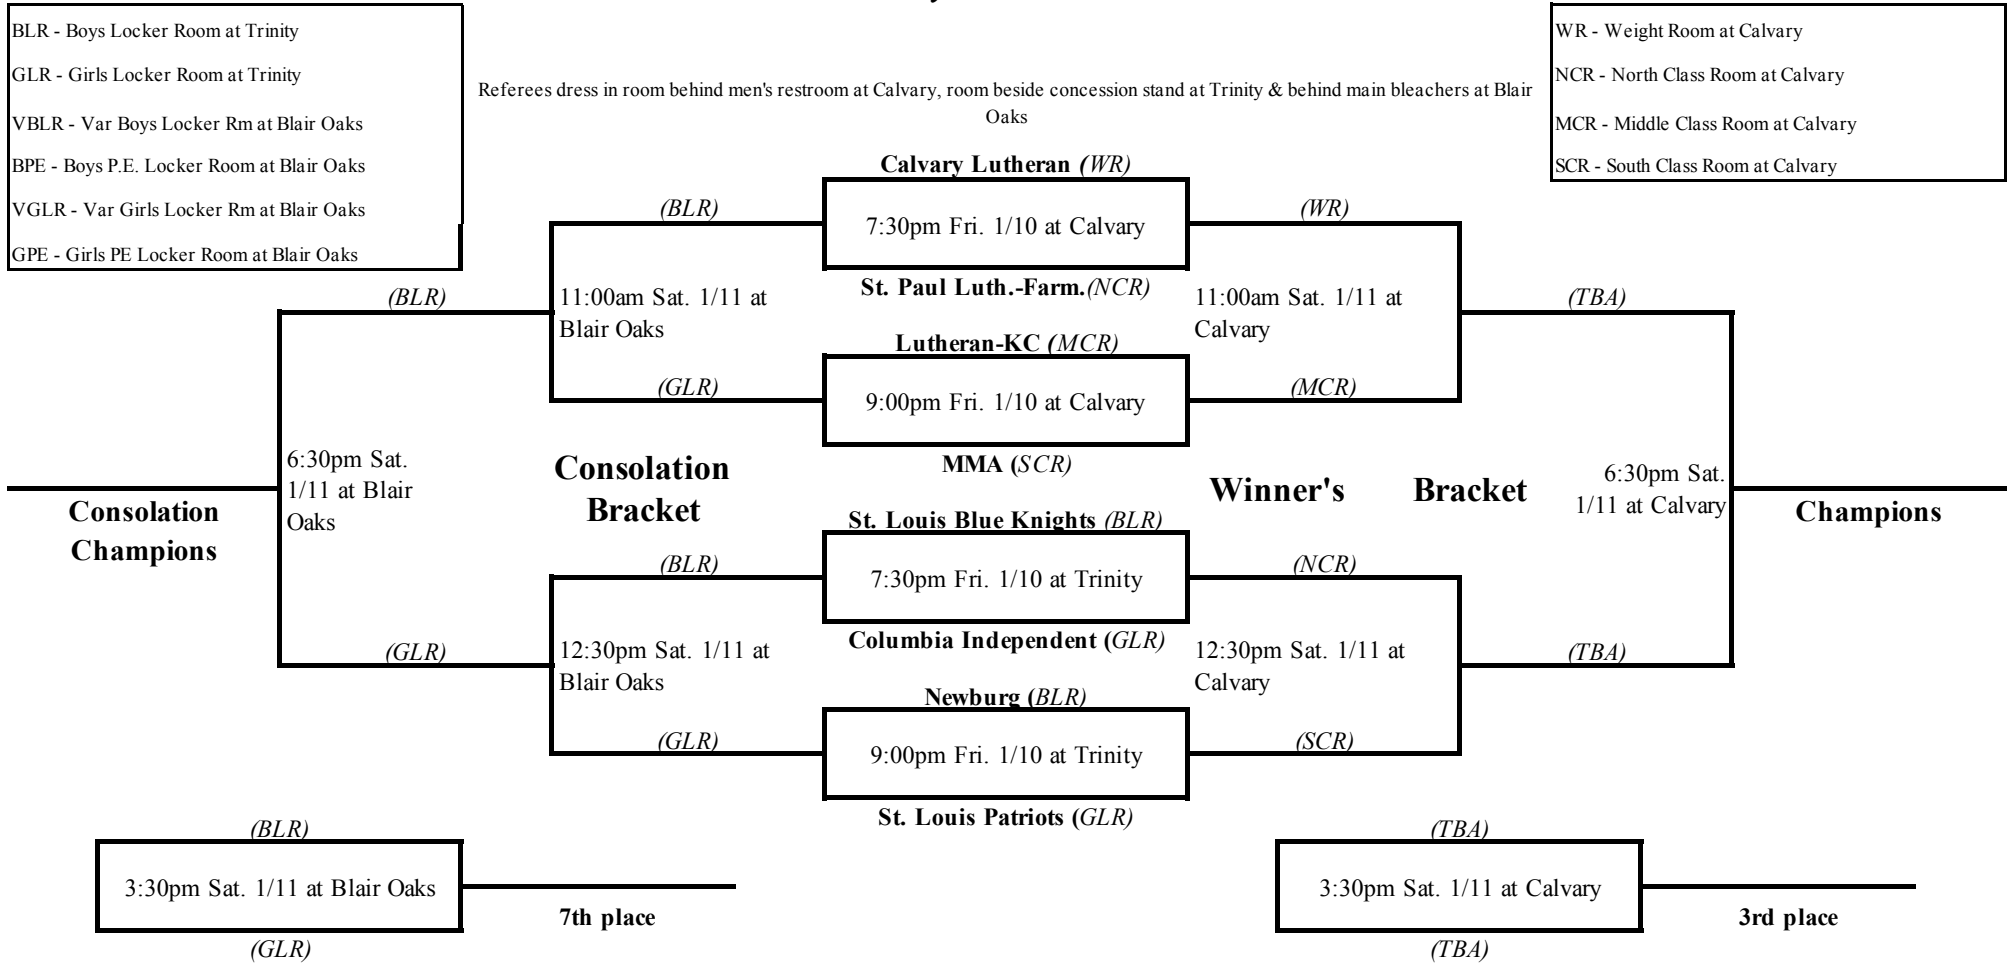 BLR - Boys Locker Room at Trinity
GLR - Girls Locker Room at Trinity
VBLR - Var Boys Locker Rm at Blair Oaks
BPE - Boys P.E. Locker Room at Blair Oaks
VGLR - Var Girls Locker Rm at Blair Oaks
GPE - Girls PE Locker Room at Blair Oaks
Referees dress in room behind men's restroom at Calvary, room beside concession stand at Trinity & behind main bleachers at Blair
Oaks
WR - Weight Room at Calvary
NCR - North Class Room at Calvary
MCR - Middle Class Room at Calvary
SCR - South Class Room at Calvary
Calvary Lutheran (WR)
(BLR)
7:30pm Fri. 1/10 at Calvary
(WR)
St. Paul Luth.-Farm.(NCR)
(BLR)
11:00am Sat. 1/11 at
Blair Oaks
11:00am Sat. 1/11 at
Calvary
(TBA)
Lutheran-KC (MCR)
(GLR)
9:00pm Fri. 1/10 at Calvary
(MCR)
MMA (SCR)
6:30pm Sat.
1/11 at Blair
Oaks
Consolation
Bracket
Winner's Bracket
6:30pm Sat.
1/11 at Calvary
Consolation
Champions
Champions
St. Louis Blue Knights (BLR)
(BLR)
7:30pm Fri. 1/10 at Trinity
(NCR)
Columbia Independent (GLR)
(GLR)
12:30pm Sat. 1/11 at
Blair Oaks
12:30pm Sat. 1/11 at
Calvary
(TBA)
Newburg (BLR)
(GLR)
9:00pm Fri. 1/10 at Trinity
(SCR)
St. Louis Patriots (GLR)
(BLR)
3:30pm Sat. 1/11 at Blair Oaks
7th place
(GLR)
(TBA)
3:30pm Sat. 1/11 at Calvary
3rd place
(TBA)